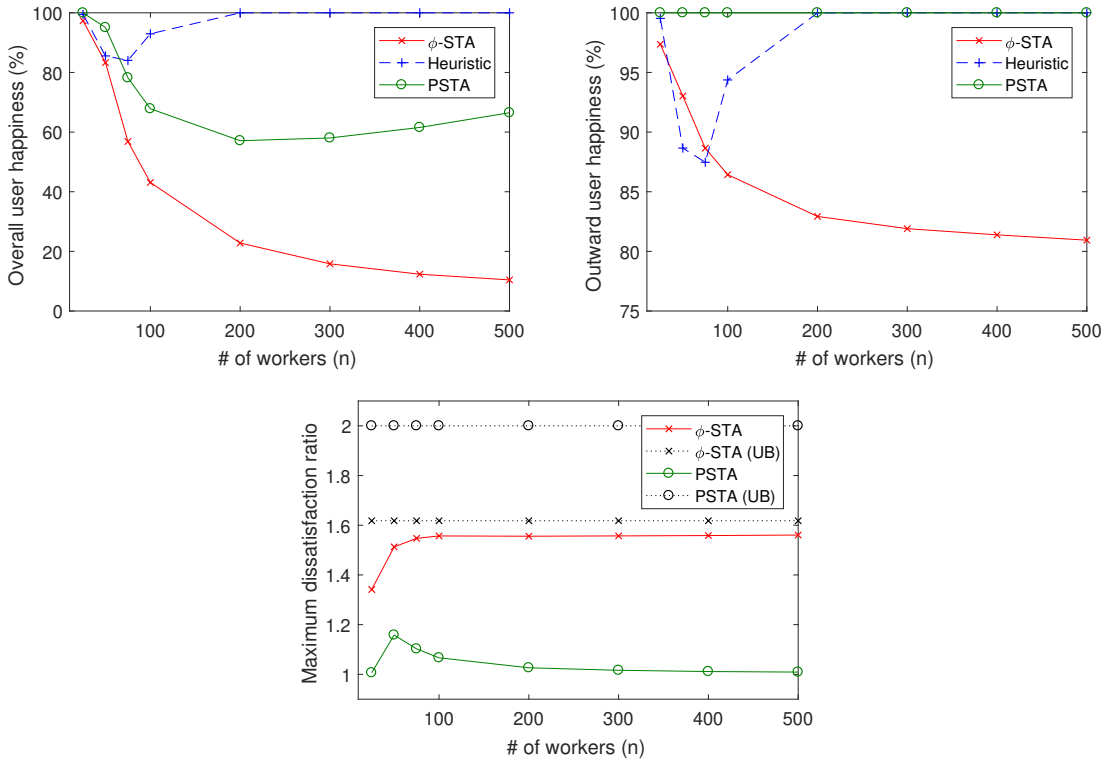 Overall user happiness (%)
100
80
60
40
20
0
100
200
300
400
500
# of workers (n)
ϕ-STA
Heuristic
PSTA
Outward user happiness (%)
100
95
90
85
80
75
100
200
300
400
500
# of workers (n)
ϕ-STA
Heuristic
PSTA
Maximum dissatisfaction ratio
2
1.8
1.6
1.4
1.2
1
100
200
300
400
500
# of workers (n)
ϕ-STA
ϕ-STA (UB)
PSTA
PSTA (UB)